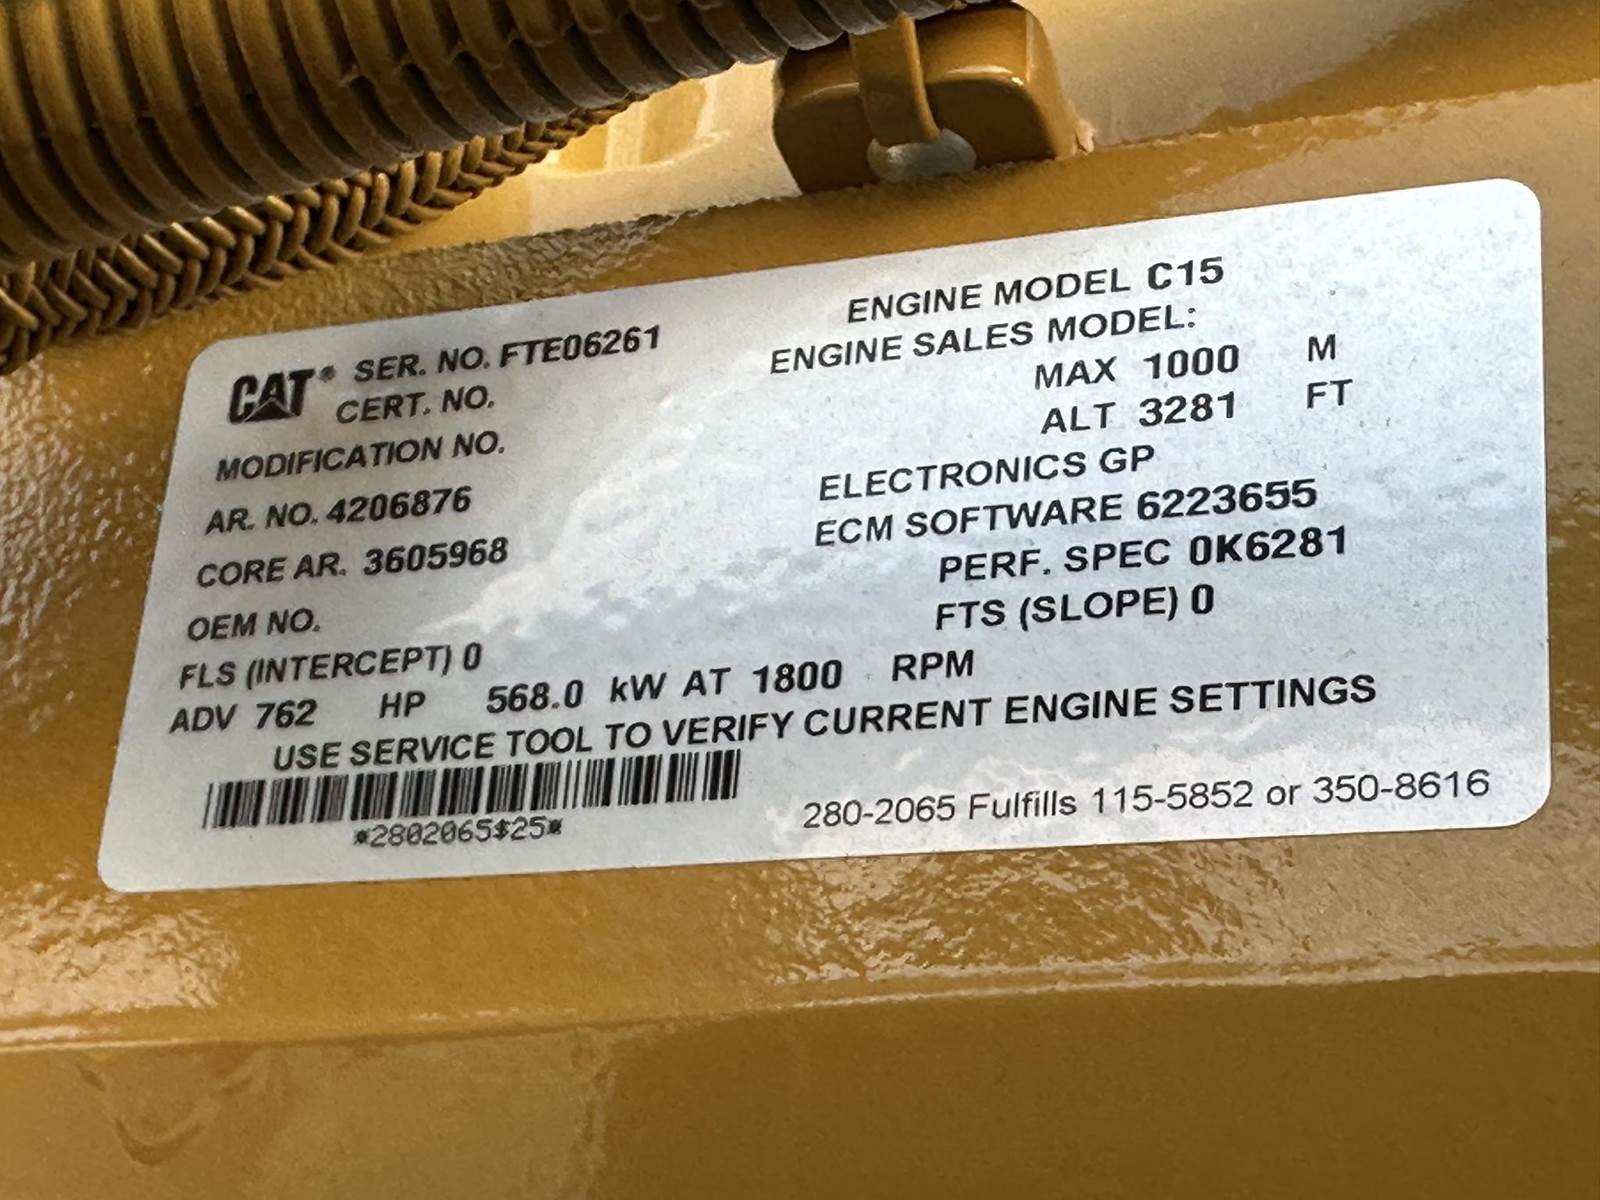 CAT® SER. NO. FTE06261
CERT. NO.
MODIFICATION NO.
AR. NO. 4206876
CORE AR. 3605968
OEM NO.
FLS (INTERCEPT) 0
ENGINE MODEL C15
ENGINE SALES MODEL:
MAX 1000 M
ALT 3281 FT
ELECTRONICS GP
ECM SOFTWARE 6223655
PERF. SPEC 0K6281
FTS (SLOPE) 0
ADV 762 HP 568.0 kW AT 1800 RPM
USE SERVICE TOOL TO VERIFY CURRENT ENGINE SETTINGS
*2802065$25*
280-2065 Fulfills 115-5852 or 350-8616